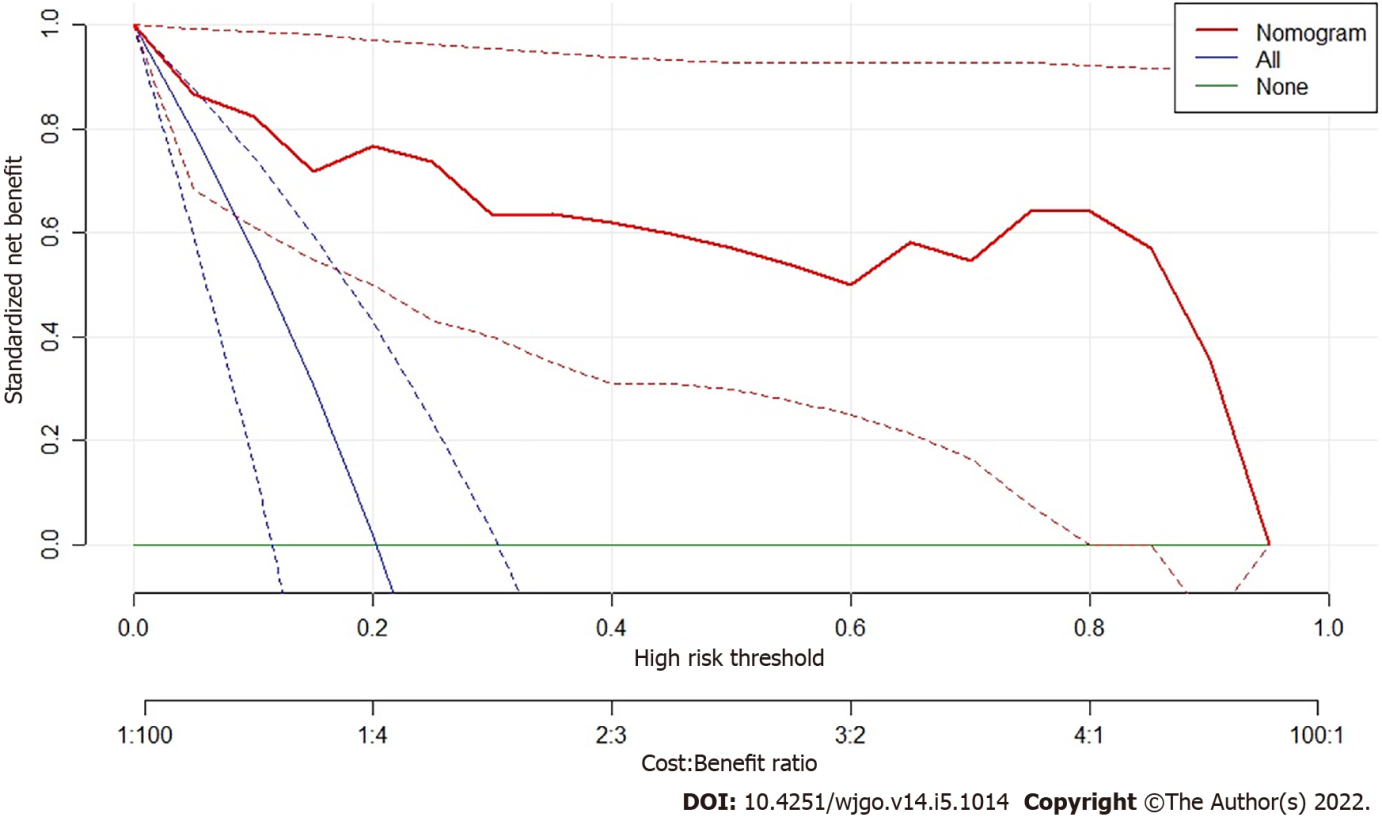 Nomogram
All
None
Standardized net benefit
1.0
0.8
0.6
0.4
0.2
0.0
0.0 0.2 0.4 0.6 0.8 1.0
High risk threshold
1:100 1:4 2:3 3:2 4:1 100:1
Cost:Benefit ratio
DOI: 10.4251/wjgo.v14.i5.1014 Copyright ©The Author(s) 2022.